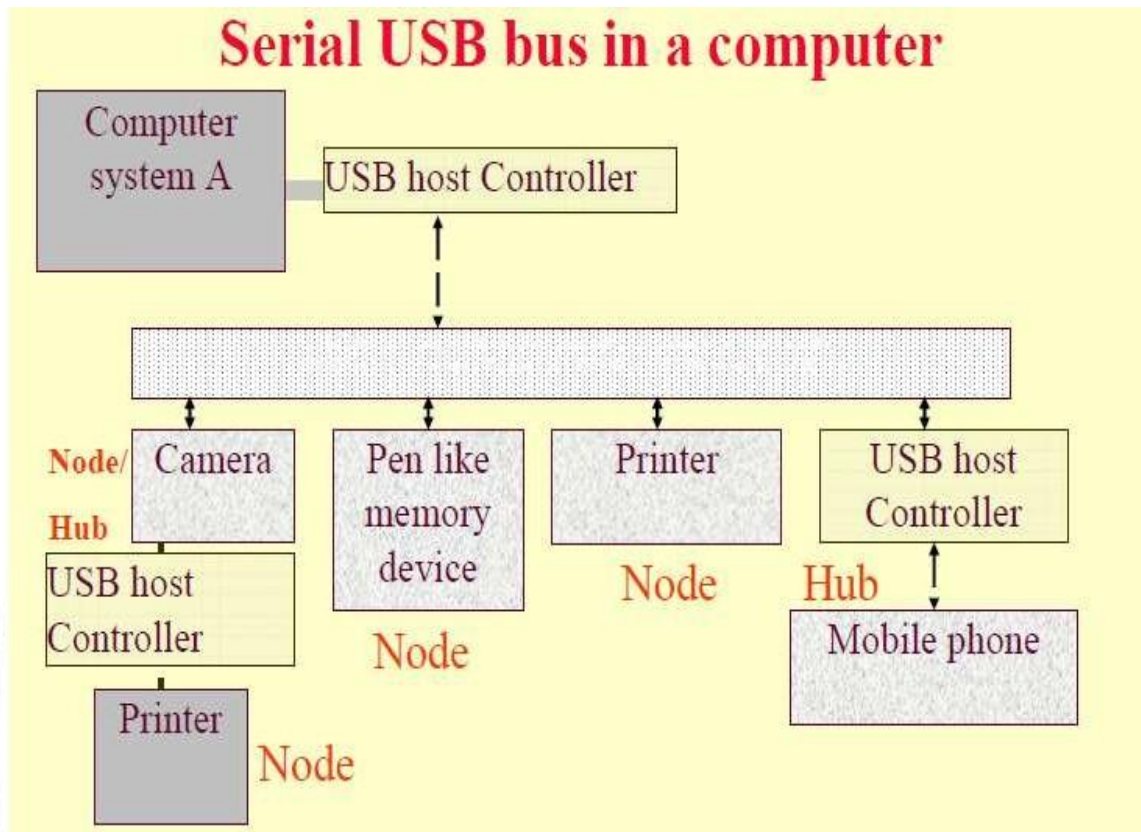 Serial USB bus in a computer
Computer
system A
USB host Controller
Node/
Hub
Camera
USB host
Controller
Printer
Node
Pen like
memory
device
Node
Printer
Node
USB host
Controller
Hub
Mobile phone